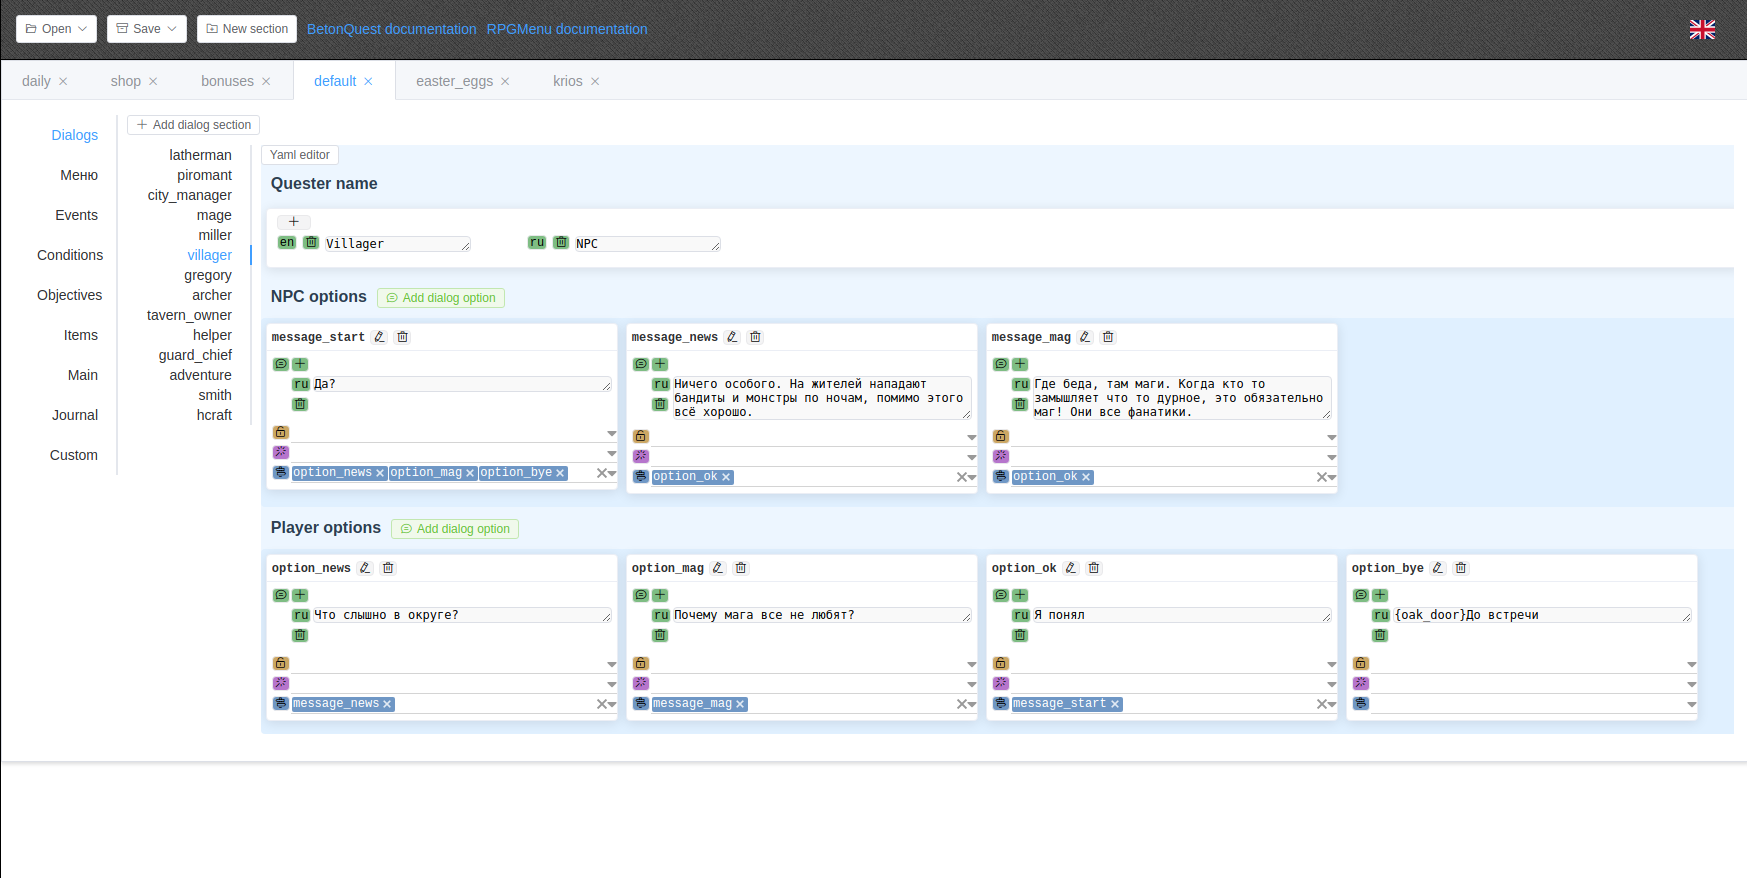 Open Save New section BetonQuest documentation RPGMenu documentation
daily shop bonuses default easter_eggs krios
Dialogs
Меню
Events
Conditions
Objectives
Items
Main
Journal
Custom
Add dialog section
latherman
piromant
city_manager
mage
miller
villager
gregory
archer
tavern_owner
helper
guard_chief
adventure
smith
hcraft
Yaml editor
Quester name
en Villager ru NPC
NPC options Add dialog option
message_start
ru Да?
option_news option_mag option_bye
message_news
ru Ничего особого. На жителей нападают
бандиты и монстры по ночам, помимо этого
всё хорошо.
option_ok
message_mag
ru Где беда, там маги. Когда кто то
замышляет что то дурное, это обязательно
маг! Они все фанатики.
option_ok
Player options Add dialog option
option_news
ru Что слышно в округе?
message_news
option_mag
ru Почему мага все не любят?
message_mag
option_ok
ru Я понял
message_start
option_bye
ru {oak_door}До встречи